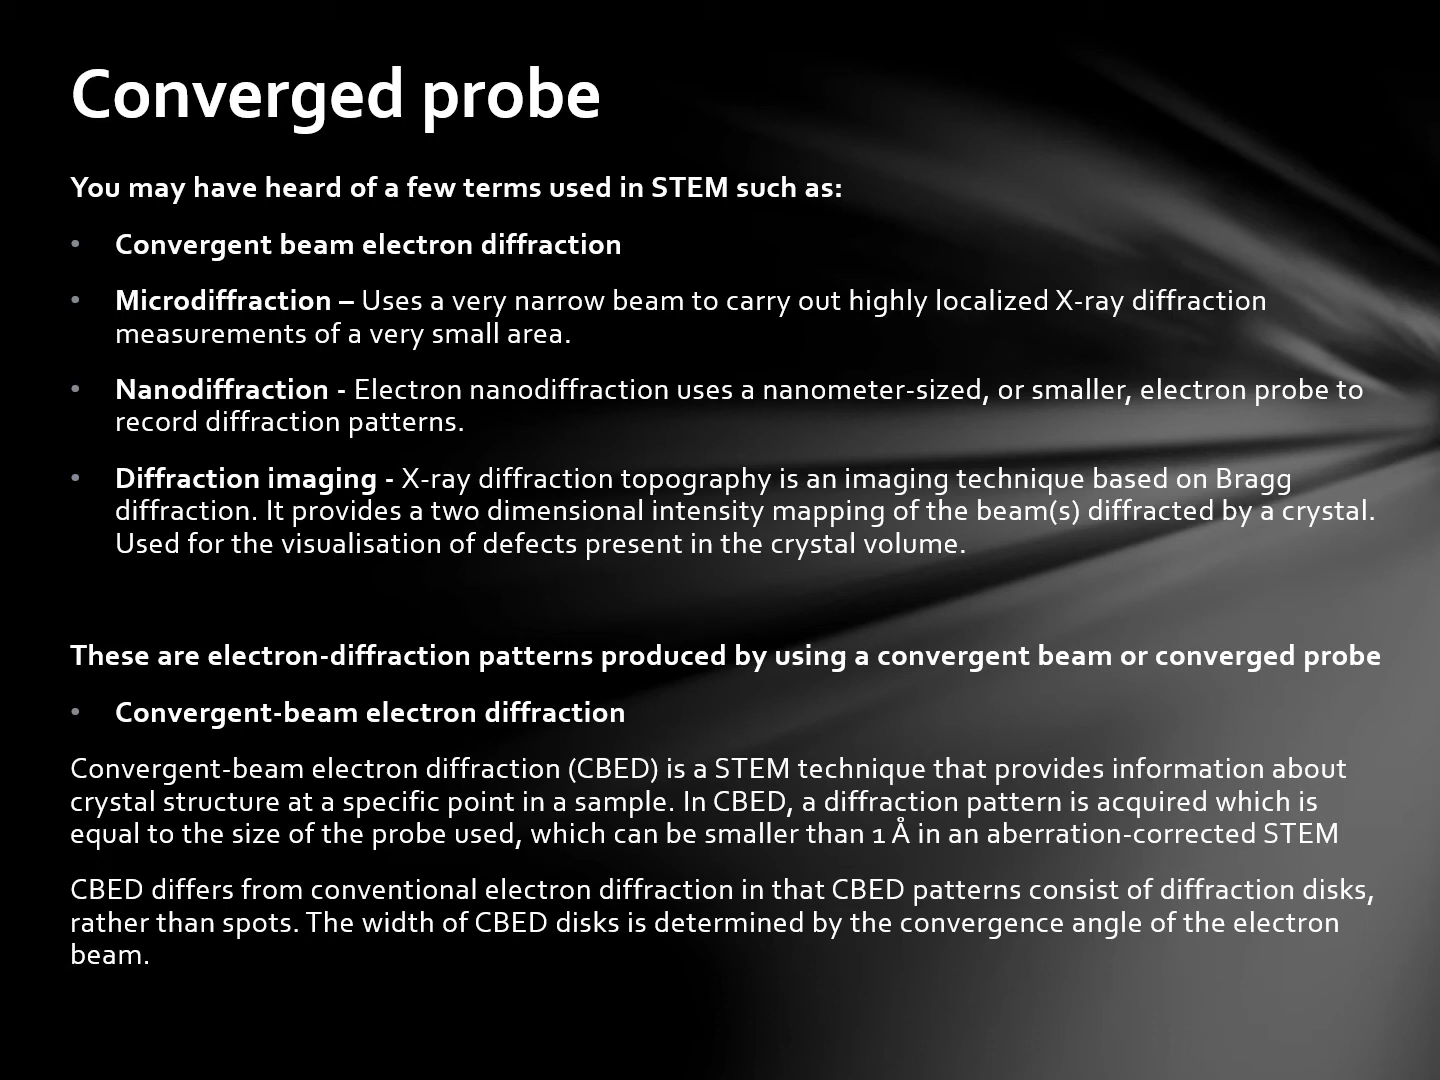 Converged probe
You may have heard of a few terms used in STEM such as:
• Convergent beam electron diffraction
• Microdiffraction – Uses a very narrow beam to carry out highly localized X-ray diffraction
measurements of a very small area.
• Nanodiffraction - Electron nanodiffraction uses a nanometer-sized, or smaller, electron probe to
record diffraction patterns.
• Diffraction imaging - X-ray diffraction topography is an imaging technique based on Bragg
diffraction. It provides a two dimensional intensity mapping of the beam(s) diffracted by a crystal.
Used for the visualisation of defects present in the crystal volume.
These are electron-diffraction patterns produced by using a convergent beam or converged probe
• Convergent-beam electron diffraction
Convergent-beam electron diffraction (CBED) is a STEM technique that provides information about
crystal structure at a specific point in a sample. In CBED, a diffraction pattern is acquired which is
equal to the size of the probe used, which can be smaller than 1 Å in an aberration-corrected STEM
CBED differs from conventional electron diffraction in that CBED patterns consist of diffraction disks,
rather than spots. The width of CBED disks is determined by the convergence angle of the electron
beam.